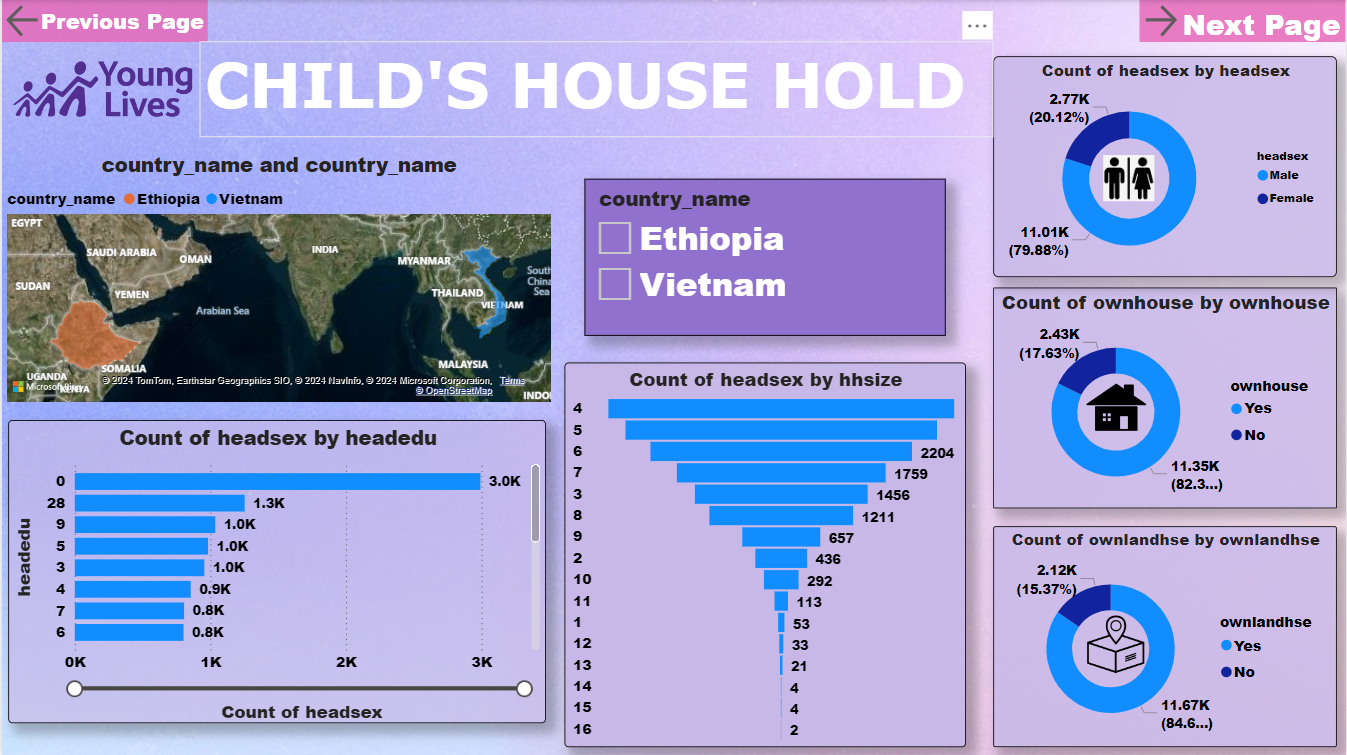 Previous Page
Next Page
...
Young
Lives
CHILD'S HOUSE HOLD
country_name and country_name
country_name Ethiopia Vietnam
EGYPT
SAUDI ARABIA
OMAN
INDIA
MYANMAR
SUDAN
YEMEN
Arabian Sea
THAILAND
VIETNAM
South
China
Sea
MALAYSIA
SOMALIA
UGANDA
KENYA
INDO
© 2024 TomTom, Earthstar Geographics SIO, © 2024 NavInfo, © 2024 Microsoft Corporation, Terms
© OpenStreetMap
country_name
Ethiopia
Vietnam
Count of headsex by headedu
headedu
0 3.0K
28 1.3K
9 1.0K
5 1.0K
3 1.0K
4 0.9K
7 0.8K
6 0.8K
0K 1K 2K 3K
Count of headsex
Count of headsex by hhsize
4
5
6 2204
7 1759
3 1456
8 1211
9 657
2 436
10 292
11 113
1 53
12 33
13 21
14 4
15 4
16 2
Count of headsex by headsex
2.77K
(20.12%)
11.01K
(79.88%)
headsex
Male
Female
Count of ownhouse by ownhouse
2.43K
(17.63%)
11.35K
(82.3...)
ownhouse
Yes
No
Count of ownlandhse by ownlandhse
2.12K
(15.37%)
11.67K
(84.6...)
ownlandhse
Yes
No